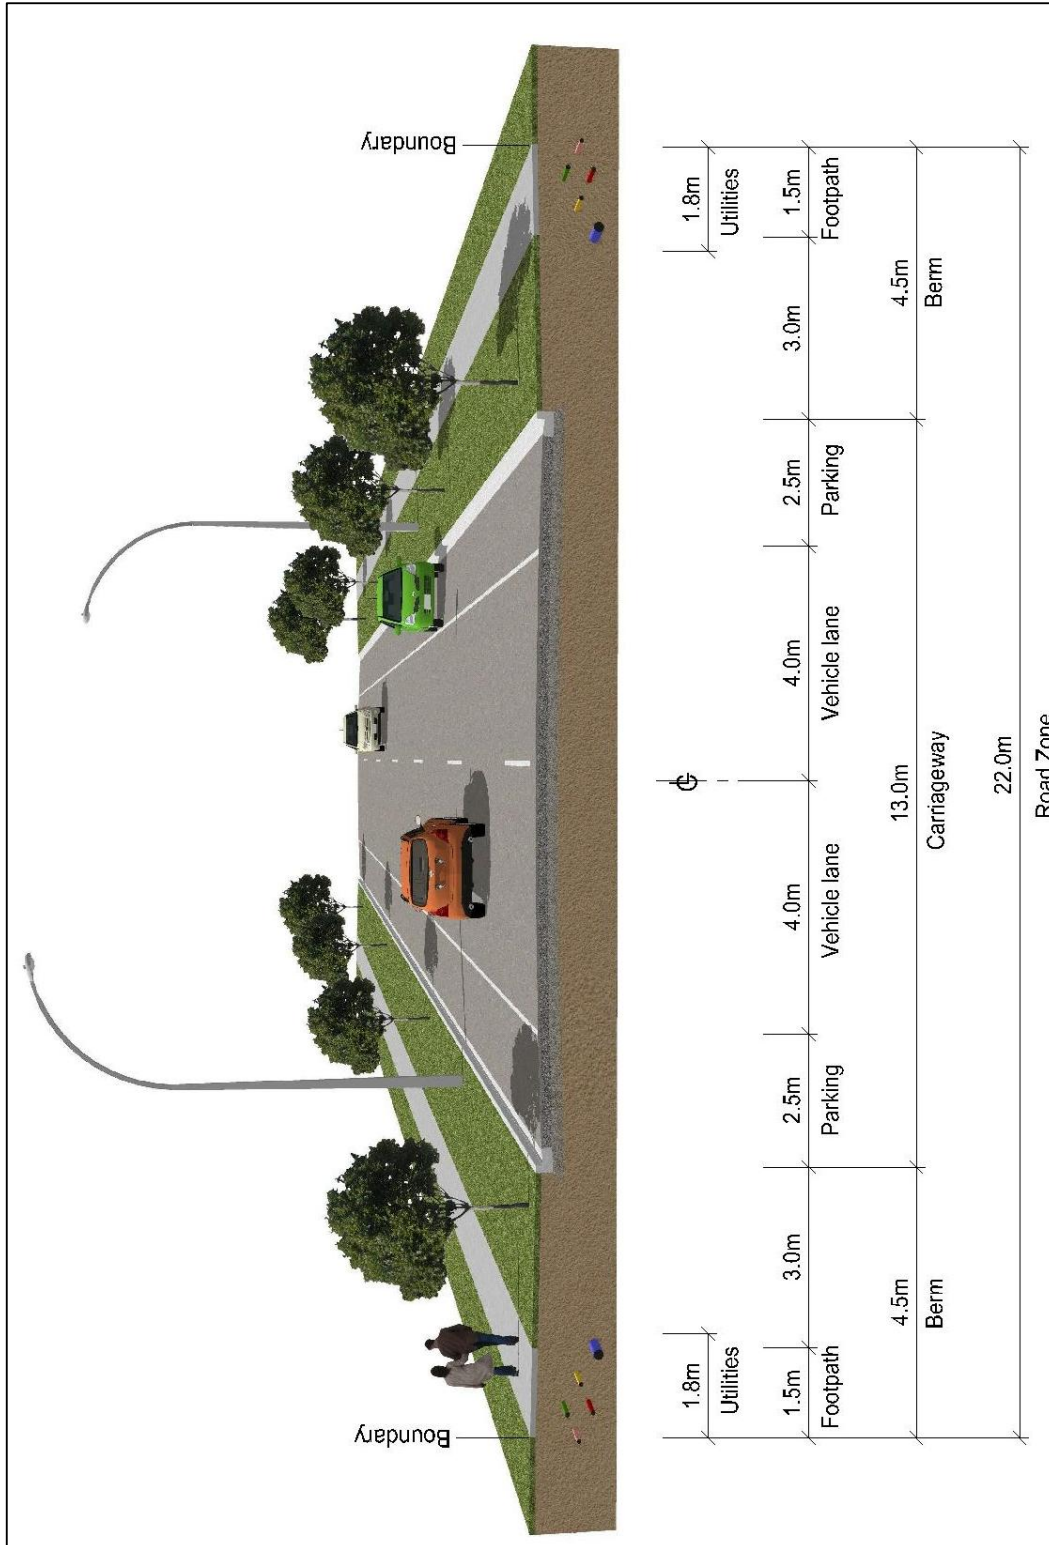 Boundary Boundary
1.8m 1.8m
Utilities Utilities
1.5m 3.0m 2.5m 4.0m 4.0m 2.5m 3.0m 1.5m
Footpath Parking Vehicle lane Vehicle lane Parking Footpath
4.5m 13.0m 4.5m
Berm Carriageway Berm
22.0m
Road Zone